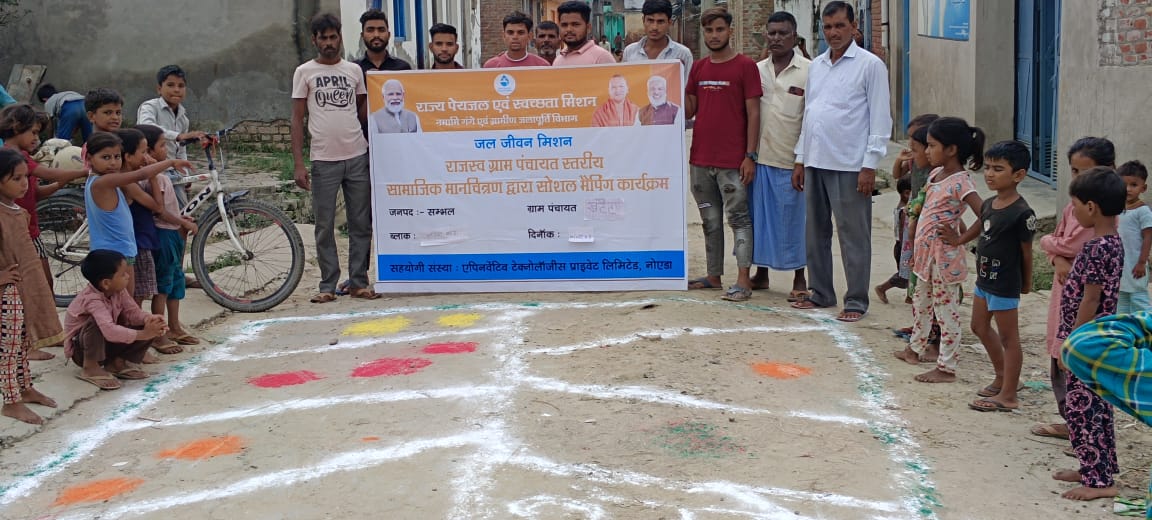 APRIL
Queen
राज्य पेयजल एवं स्वच्छता मिशन
नमामि गंगे एवं ग्रामीण जलापूर्ति विभाग
जल जीवन मिशन
राजस्व ग्राम पंचायत स्तरीय
सामाजिक मानचित्रण द्वारा सोशल मैपिंग कार्यक्रम
जनपद :- सम्भल ग्राम पंचायत
ब्लाक : दिनॉंक :
सहयोगी संस्था : एपिनवेंटिव टेक्नोलॉजीस प्राइवेट लिमिटेड, नोएडा